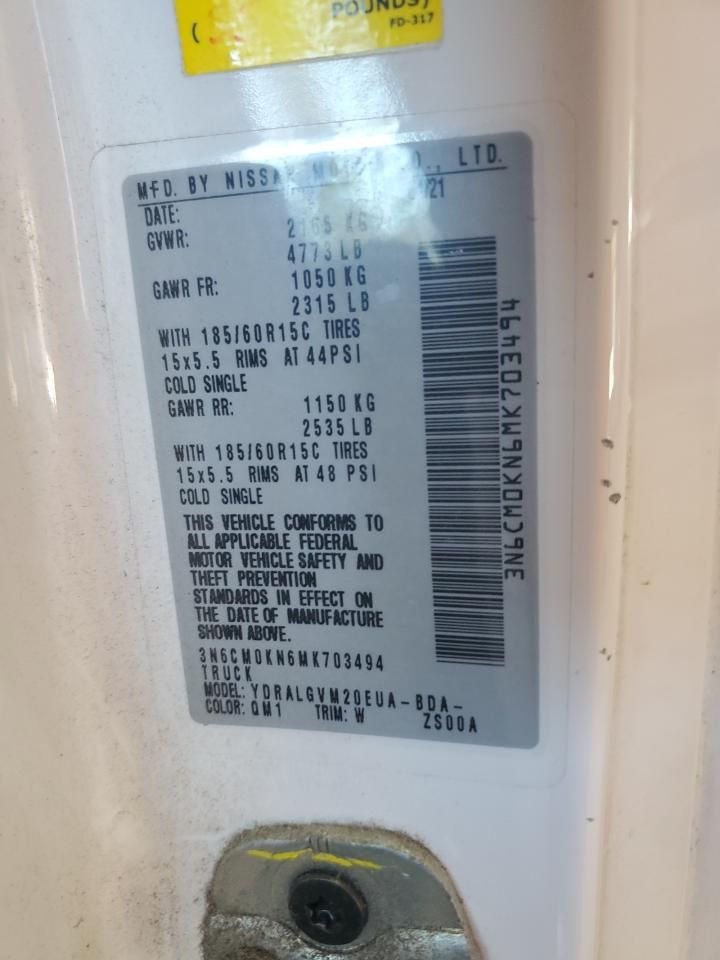 POUNDS)
(
FD-317
MFD. BY NISSAN MOTOR CO., LTD.
DATE: 21
GVWR: 2165 KG
4773 LB
GAWR FR: 1050 KG
2315 LB
WITH 185/60R15C TIRES
15x5.5 RIMS AT 44PSI
COLD SINGLE
GAWR RR: 1150 KG
2535 LB
WITH 185/60R15C TIRES
15x5.5 RIMS AT 48 PSI
COLD SINGLE
THIS VEHICLE CONFORMS TO
ALL APPLICABLE FEDERAL
MOTOR VEHICLE SAFETY AND
THEFT PREVENTION
STANDARDS IN EFFECT ON
THE DATE OF MANUFACTURE
SHOWN ABOVE.
3N6CM0KN6MK703494
TRUCK
MODEL: YDRALGVM20EUA-BDA-
COLOR: QM1 TRIM: W ZS00A
3N6CM0KN6MK703494